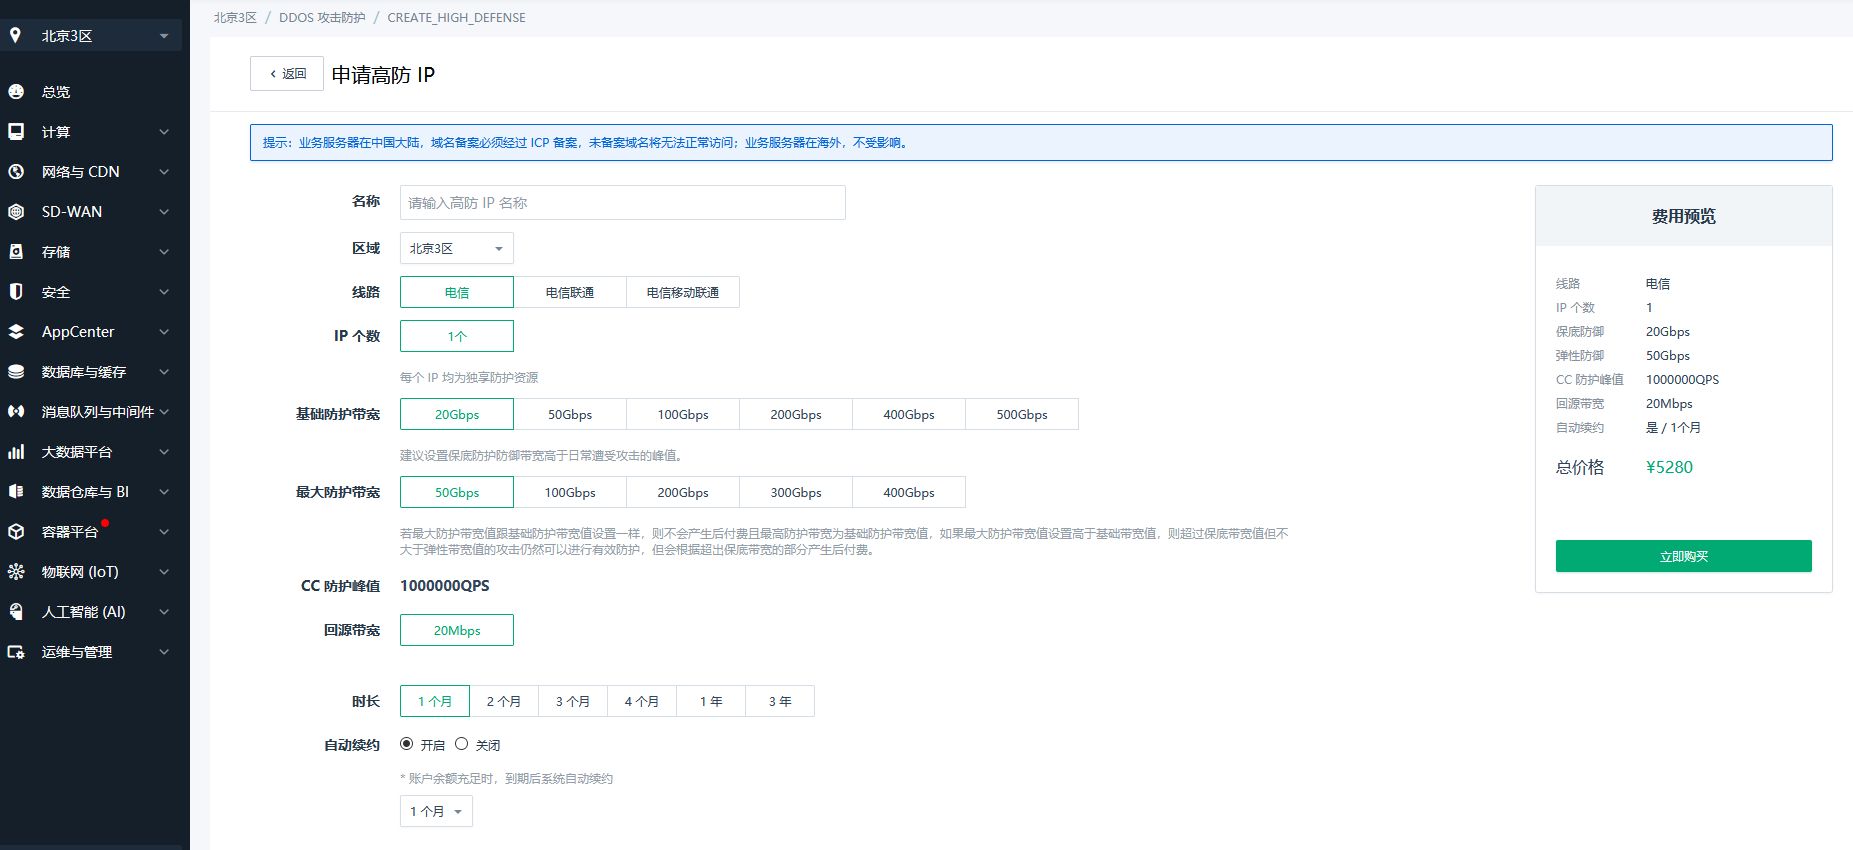 北京3区
总览
计算
网络与 CDN
SD-WAN
存储
安全
AppCenter
数据库与缓存
消息队列与中间件
大数据平台
数据仓库与 BI
容器平台
物联网 (IoT)
人工智能 (AI)
运维与管理
北京3区 / DDOS 攻击防护 / CREATE_HIGH_DEFENSE
返回 申请高防 IP
提示：业务服务器在中国大陆，域名备案必须经过 ICP 备案，未备案域名将无法正常访问；业务服务器在海外，不受影响。
名称 请输入高防 IP 名称
区域 北京3区
线路 电信 电信联通 电信移动联通
IP 个数 1个
每个 IP 均为独享防护资源
基础防护带宽 20Gbps 50Gbps 100Gbps 200Gbps 400Gbps 500Gbps
建议设置保底防护防御带宽高于日常遭受攻击的峰值。
最大防护带宽 50Gbps 100Gbps 200Gbps 300Gbps 400Gbps
若最大防护带宽值跟基础防护带宽值设置一样，则不会产生后付费且最高防护带宽为基础防护带宽值，如果最大防护带宽值设置高于基础带宽值，则超过保底带宽值但不
大于弹性带宽值的攻击仍然可以进行有效防护，但会根据超出保底带宽的部分产生后付费。
CC 防护峰值 1000000QPS
回源带宽 20Mbps
时长 1 个月 2 个月 3 个月 4 个月 1 年 3 年
自动续约 开启 关闭
* 账户余额充足时，到期后系统自动续约
1 个月
费用预览
线路 电信
IP 个数 1
保底防御 20Gbps
弹性防御 50Gbps
CC 防护峰值 1000000QPS
回源带宽 20Mbps
自动续约 是 / 1个月
总价格 ¥5280
立即购买